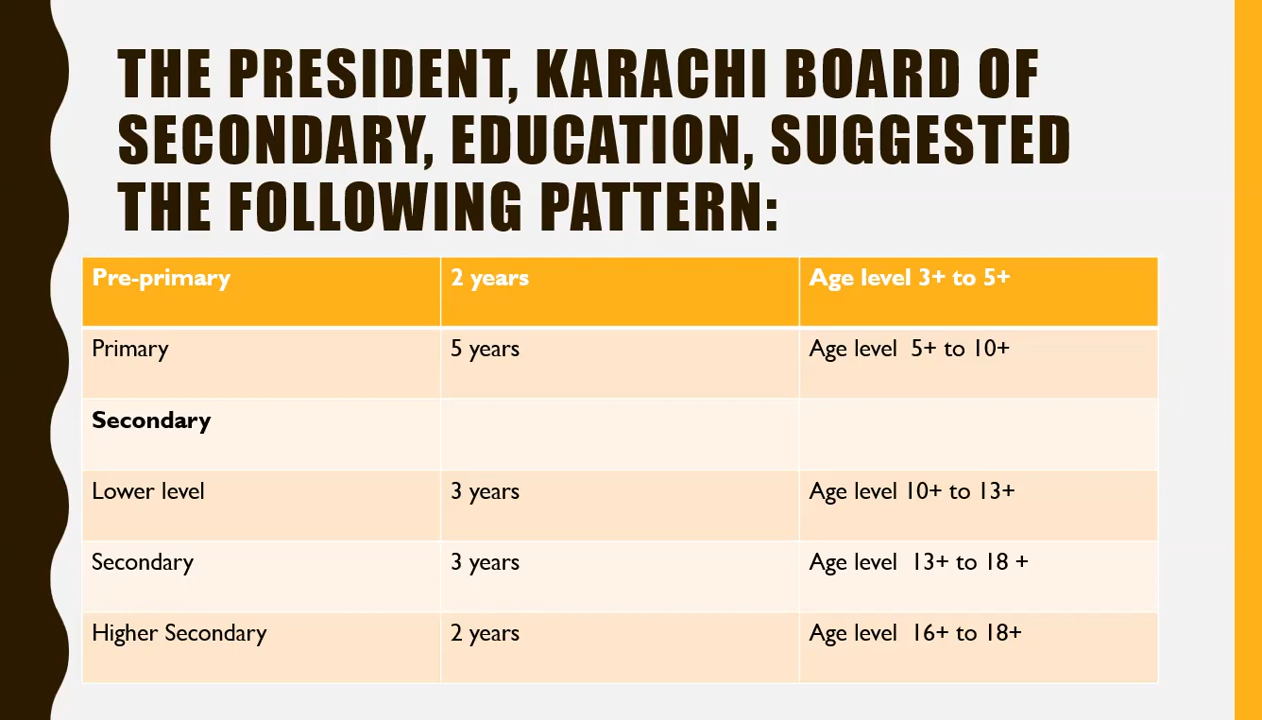 THE PRESIDENT, KARACHI BOARD OF
SECONDARY, EDUCATION, SUGGESTED
THE FOLLOWING PATTERN:
Pre-primary 2 years Age level 3+ to 5+
Primary 5 years Age level 5+ to 10+
Secondary
Lower level 3 years Age level 10+ to 13+
Secondary 3 years Age level 13+ to 18 +
Higher Secondary 2 years Age level 16+ to 18+